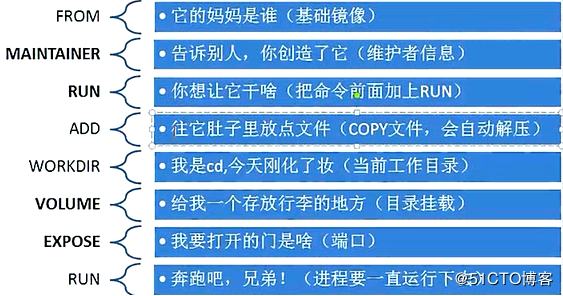 FROM • 它的妈妈是谁（基础镜像）
MAINTAINER • 告诉别人，你创造了它（维护者信息）
RUN • 你想让它干啥（把命令前面加上RUN）
ADD • 往它肚子里放点文件（COPY文件，会自动解压）
WORKDIR • 我是cd,今天刚化了妆（当前工作目录）
VOLUME • 给我一个存放行李的地方（目录挂载）
EXPOSE • 我要打开的门是啥（端口）
RUN • 奔跑吧，兄弟！（进程要一直运行下去）
@51CTO博客